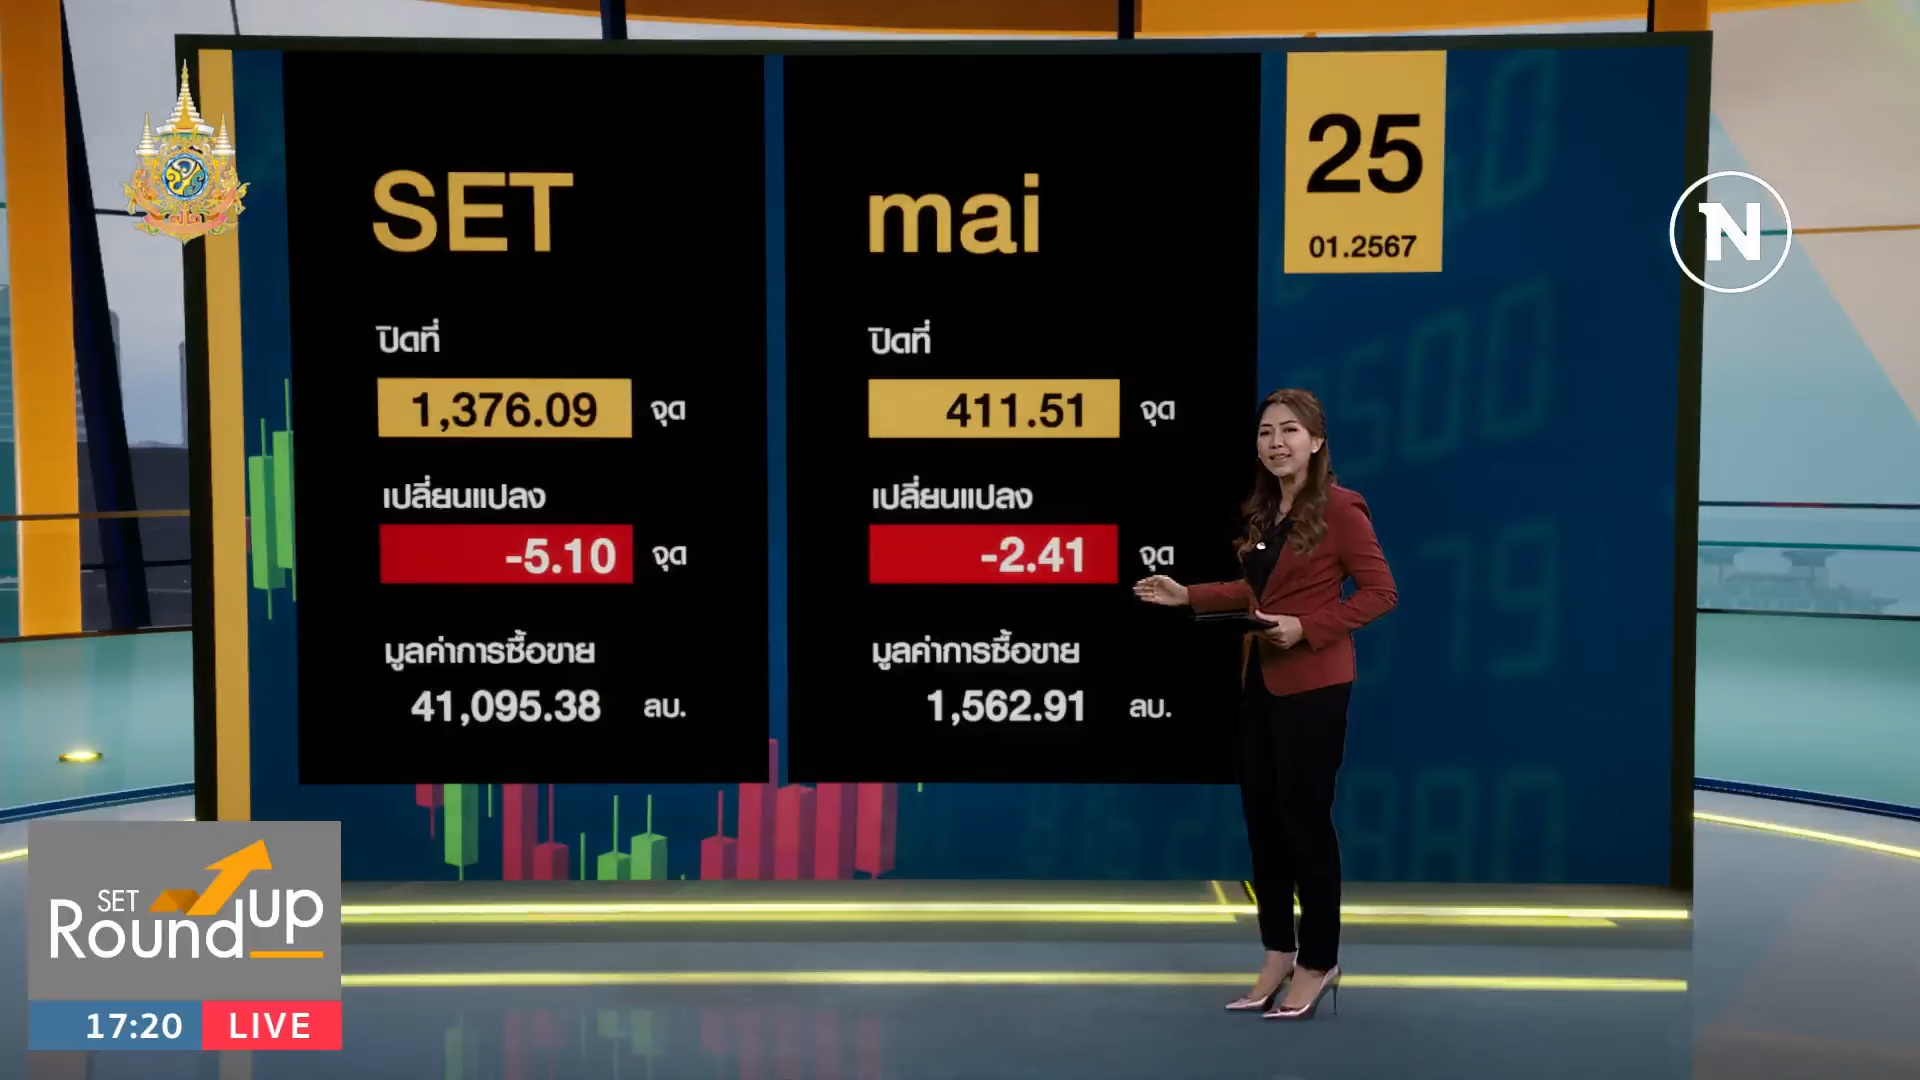 SET
ปิดที่
1,376.09 จุด
เปลี่ยนแปลง
-5.10 จุด
มูลค่าการซื้อขาย
41,095.38 ลบ.
mai
ปิดที่
411.51 จุด
เปลี่ยนแปลง
-2.41 จุด
มูลค่าการซื้อขาย
1,562.91 ลบ.
25
01.2567
N
SET
Roundup
17:20 LIVE